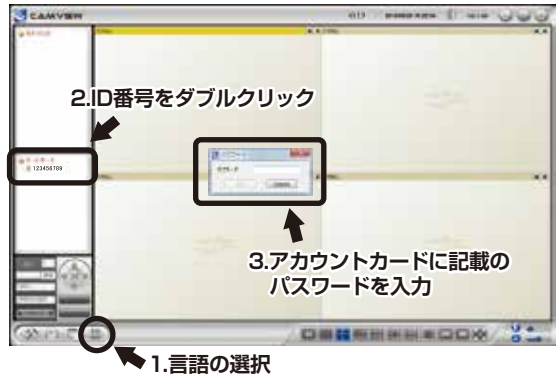 CAMVIEW
2.ID番号をダブルクリック
123456789
3.アカウントカードに記載の
パスワードを入力
1.言語の選択